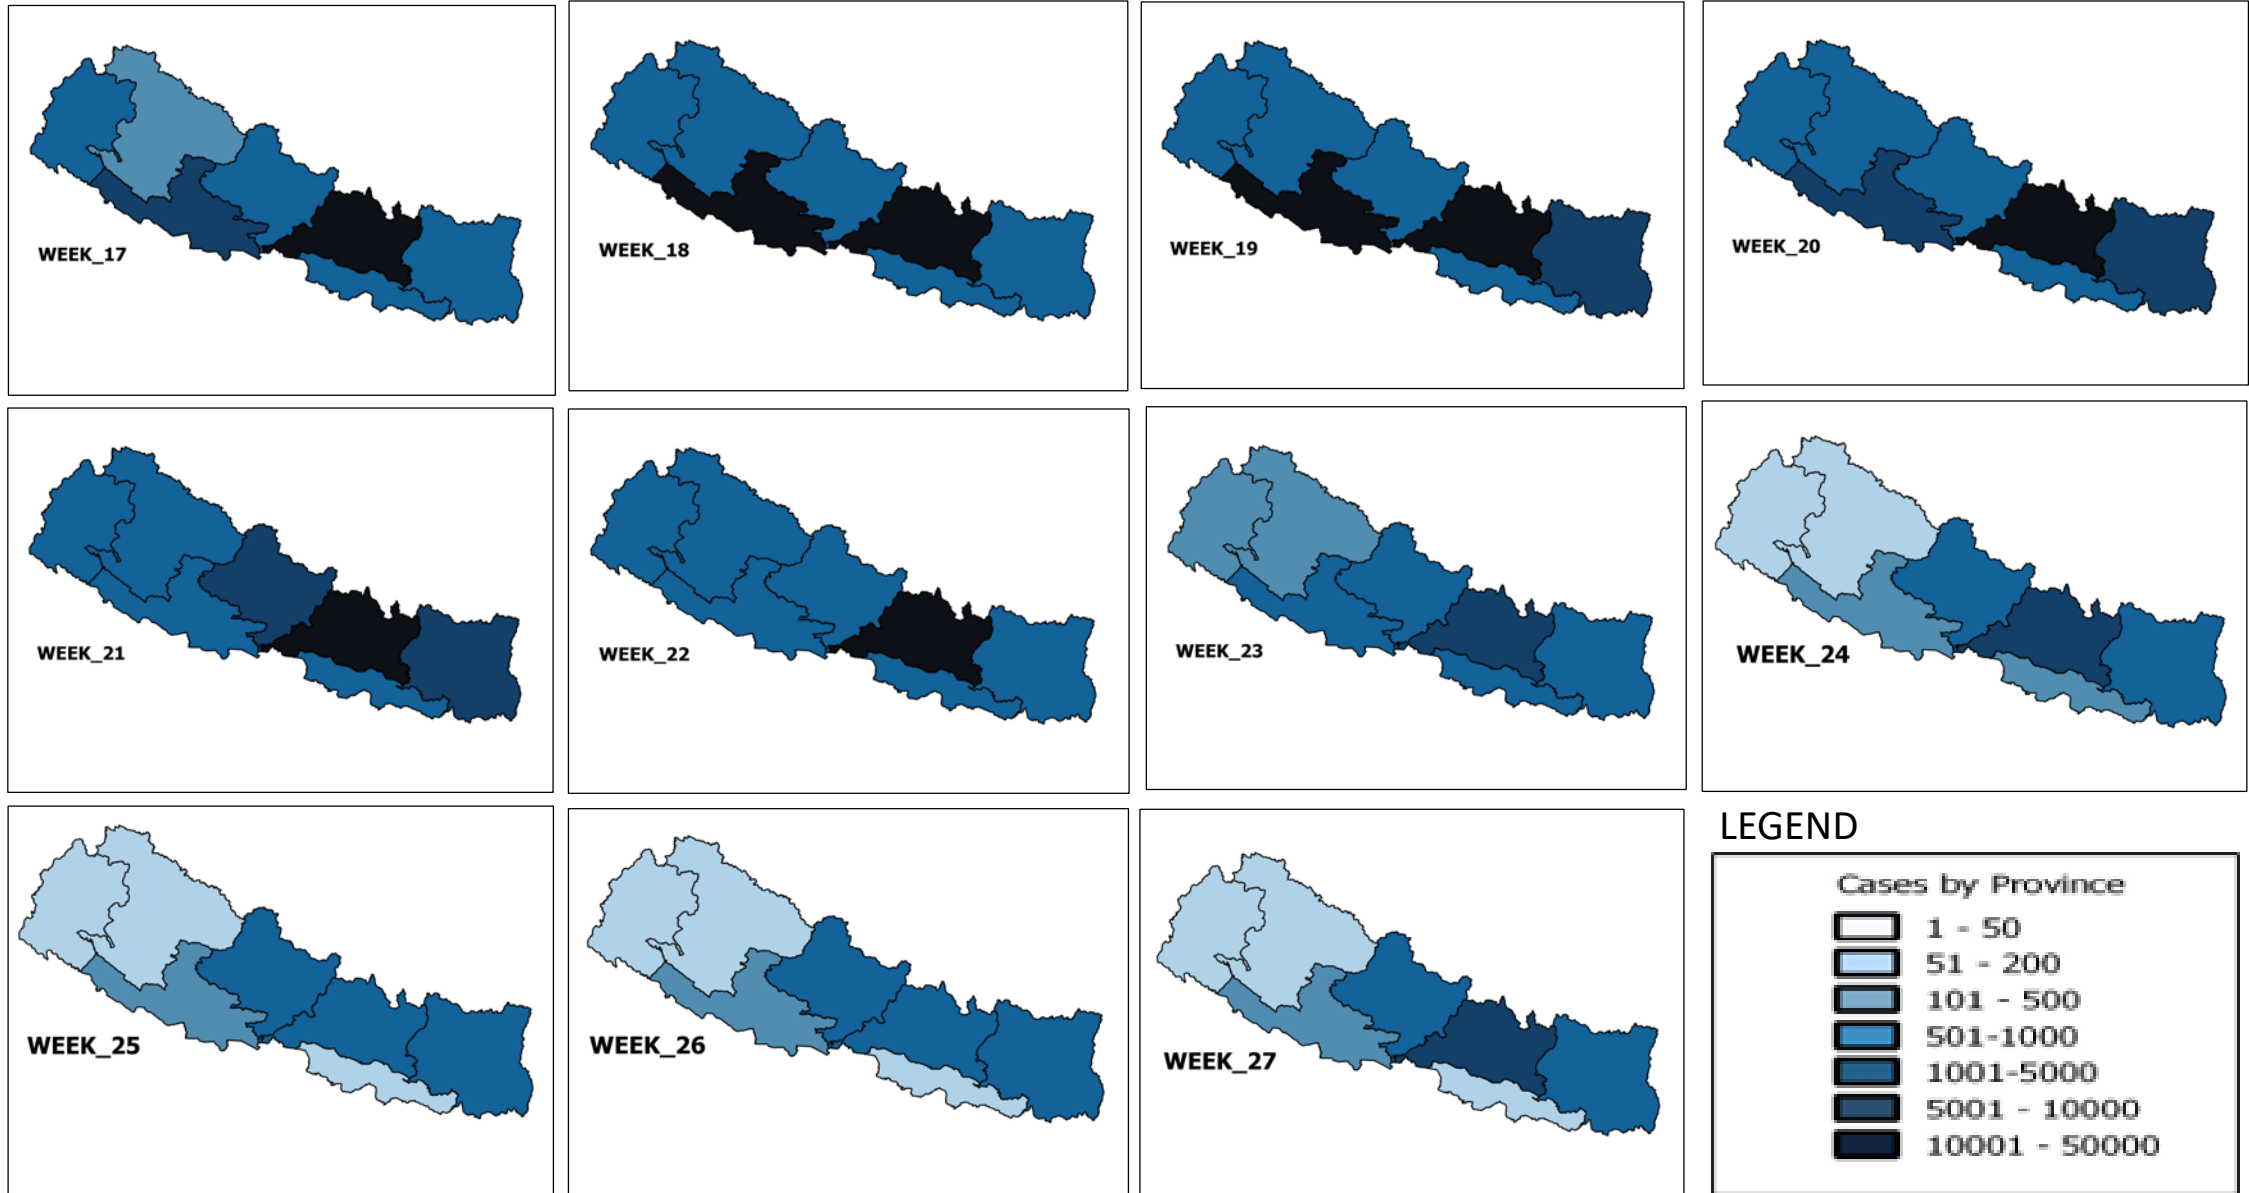 WEEK_17
WEEK_18
WEEK_19
WEEK_20
WEEK_21
WEEK_22
WEEK_23
WEEK_24
WEEK_25
WEEK_26
WEEK_27
LEGEND
Cases by Province
1 - 50
51 - 200
101 - 500
501-1000
1001-5000
5001 - 10000
10001 - 50000